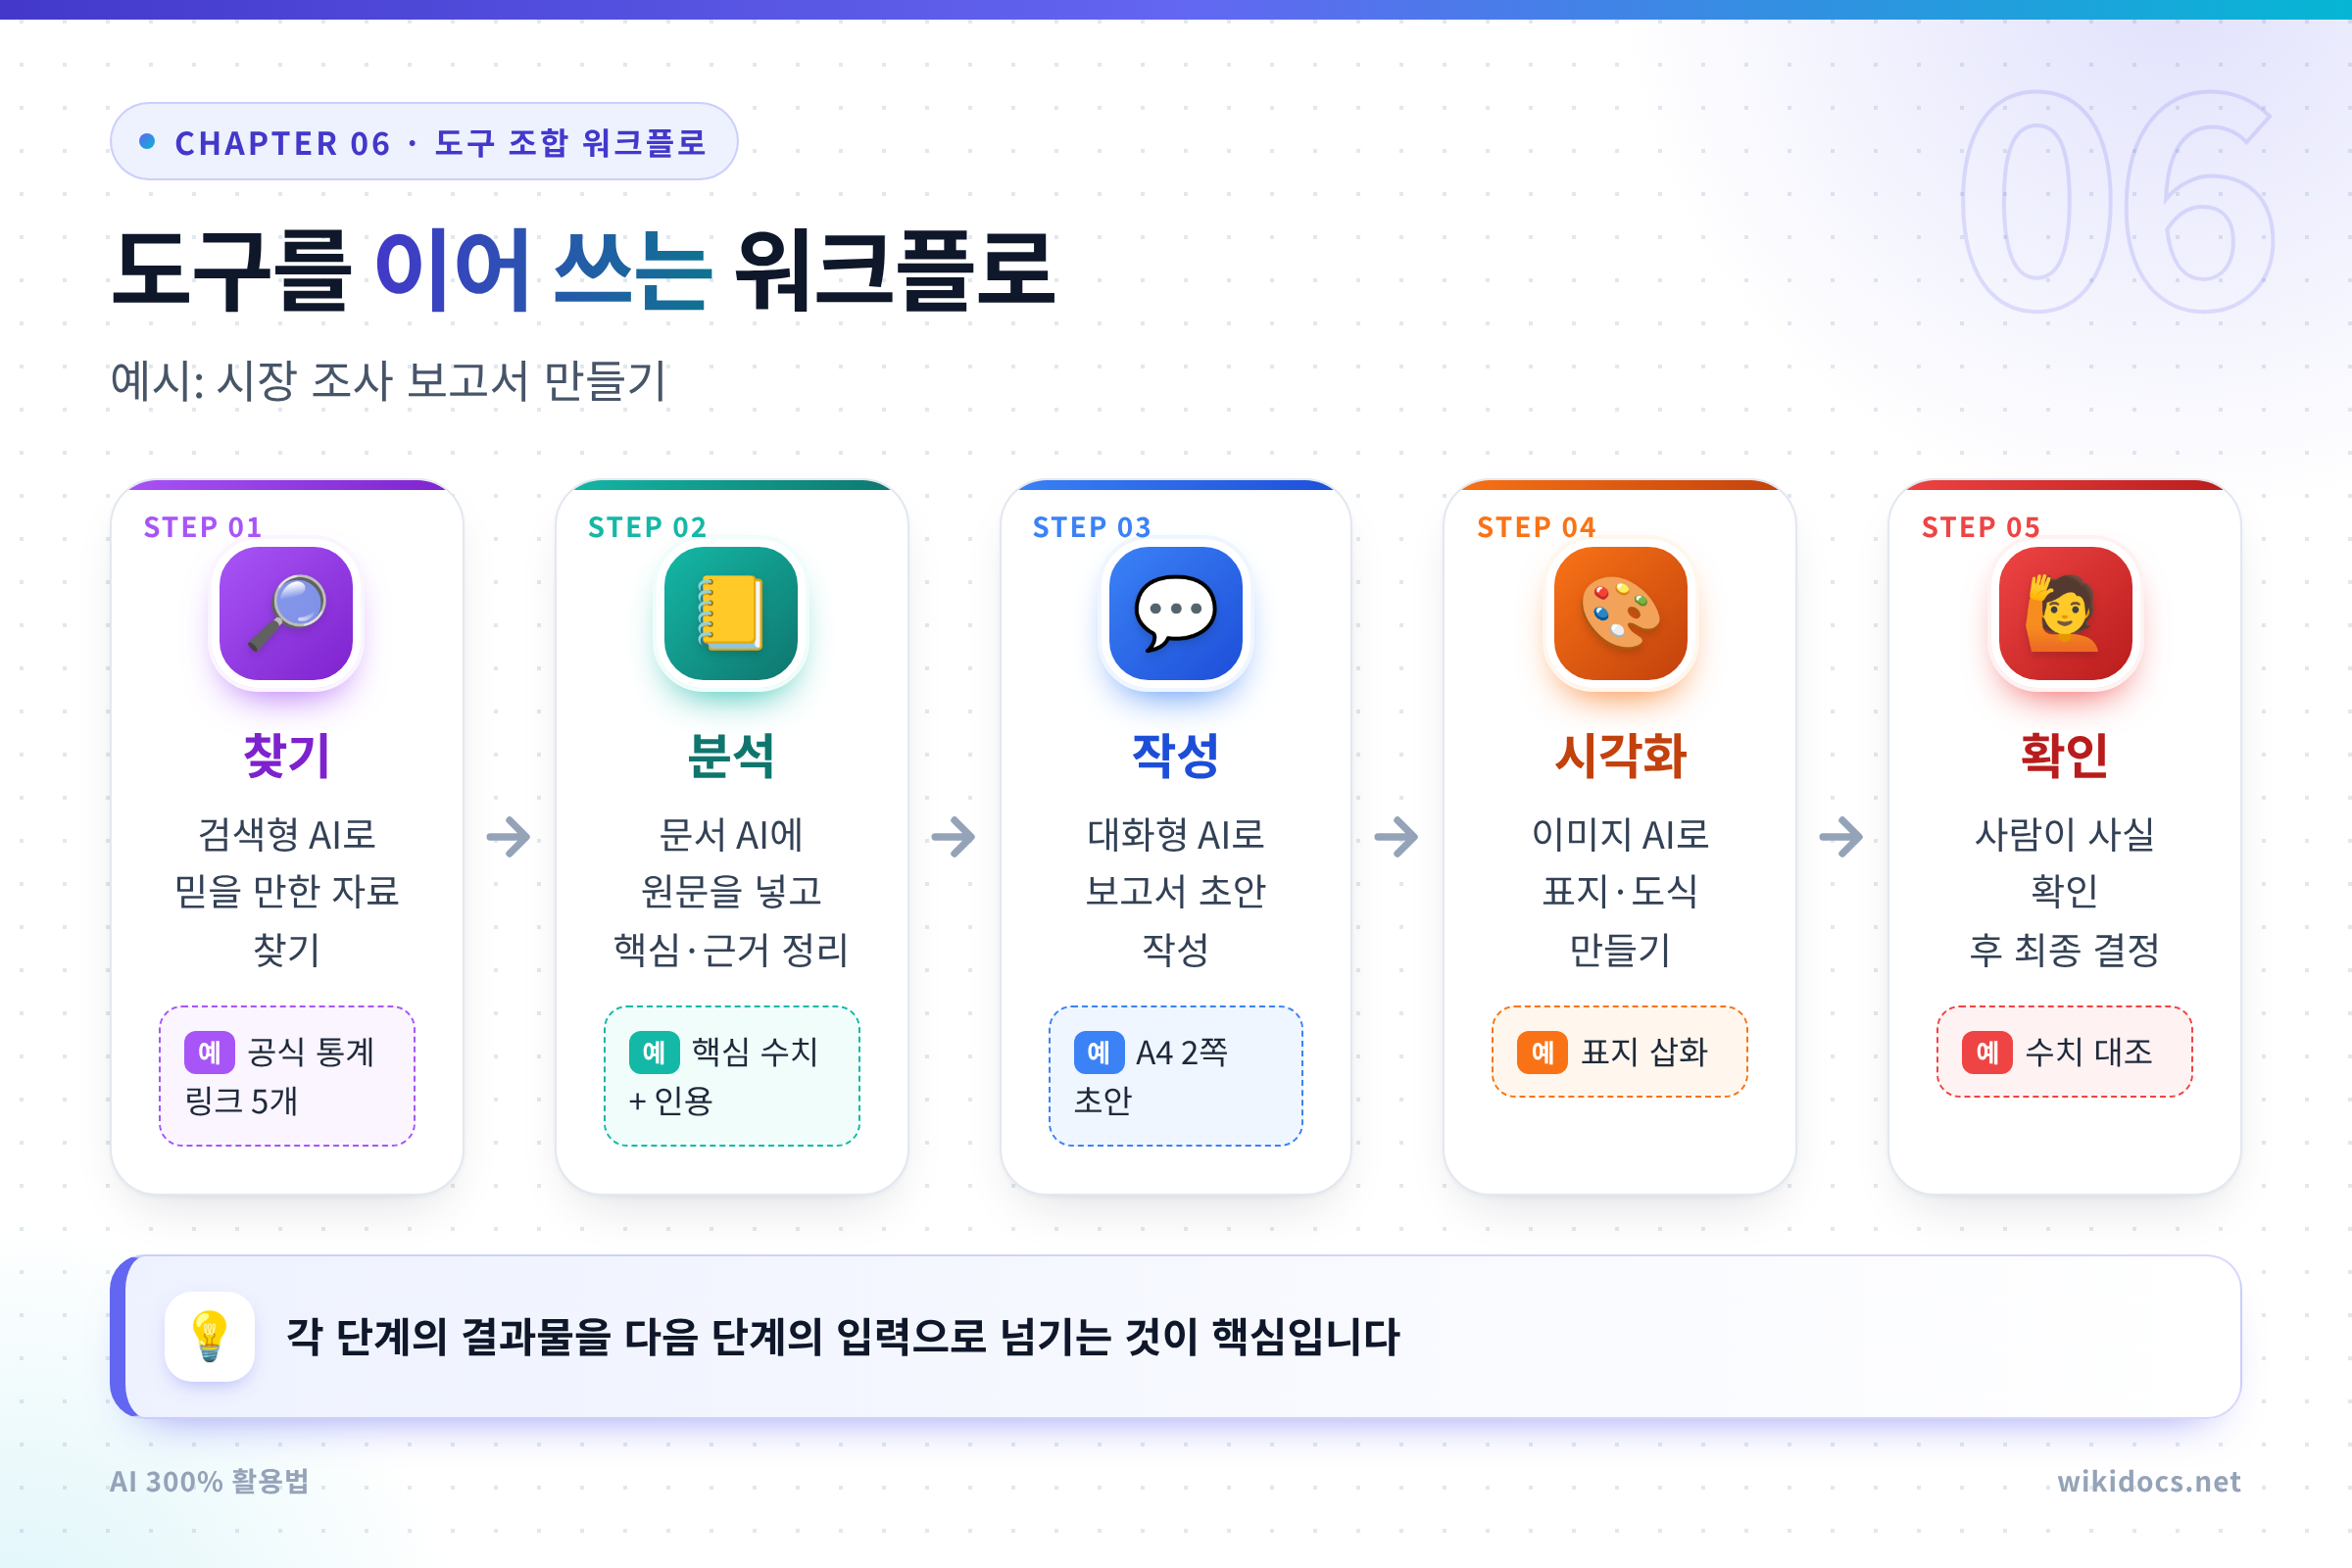 CHAPTER 06 · 도구 조합 워크플로
06
도구를 이어 쓰는 워크플로
예시: 시장 조사 보고서 만들기
STEP 01
찾기
검색형 AI로
믿을 만한 자료
찾기
예 공식 통계
링크 5개
STEP 02
분석
문서 AI에
원문을 넣고
핵심·근거 정리
예 핵심 수치
+ 인용
STEP 03
작성
대화형 AI로
보고서 초안
작성
예 A4 2쪽
초안
STEP 04
시각화
이미지 AI로
표지·도식
만들기
예 표지 삽화
STEP 05
확인
사람이 사실
확인
후 최종 결정
예 수치 대조
각 단계의 결과물을 다음 단계의 입력으로 넘기는 것이 핵심입니다
AI 300% 활용법
wikidocs.net